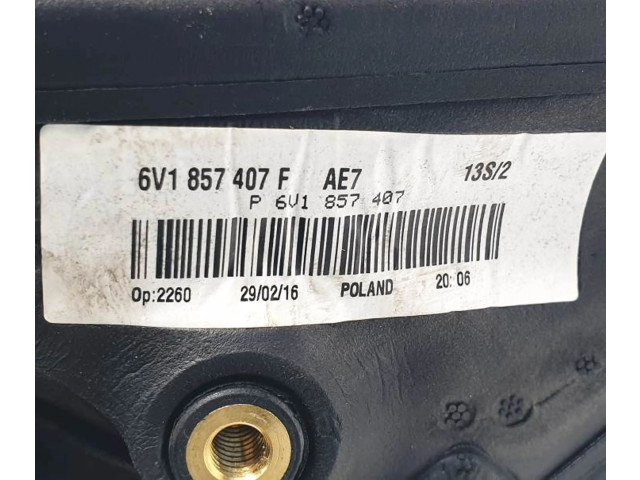 6V1 857 407 F AE7 13S/2
P 6V1 857 407
Op:2260 29/02/16 POLAND 20:06